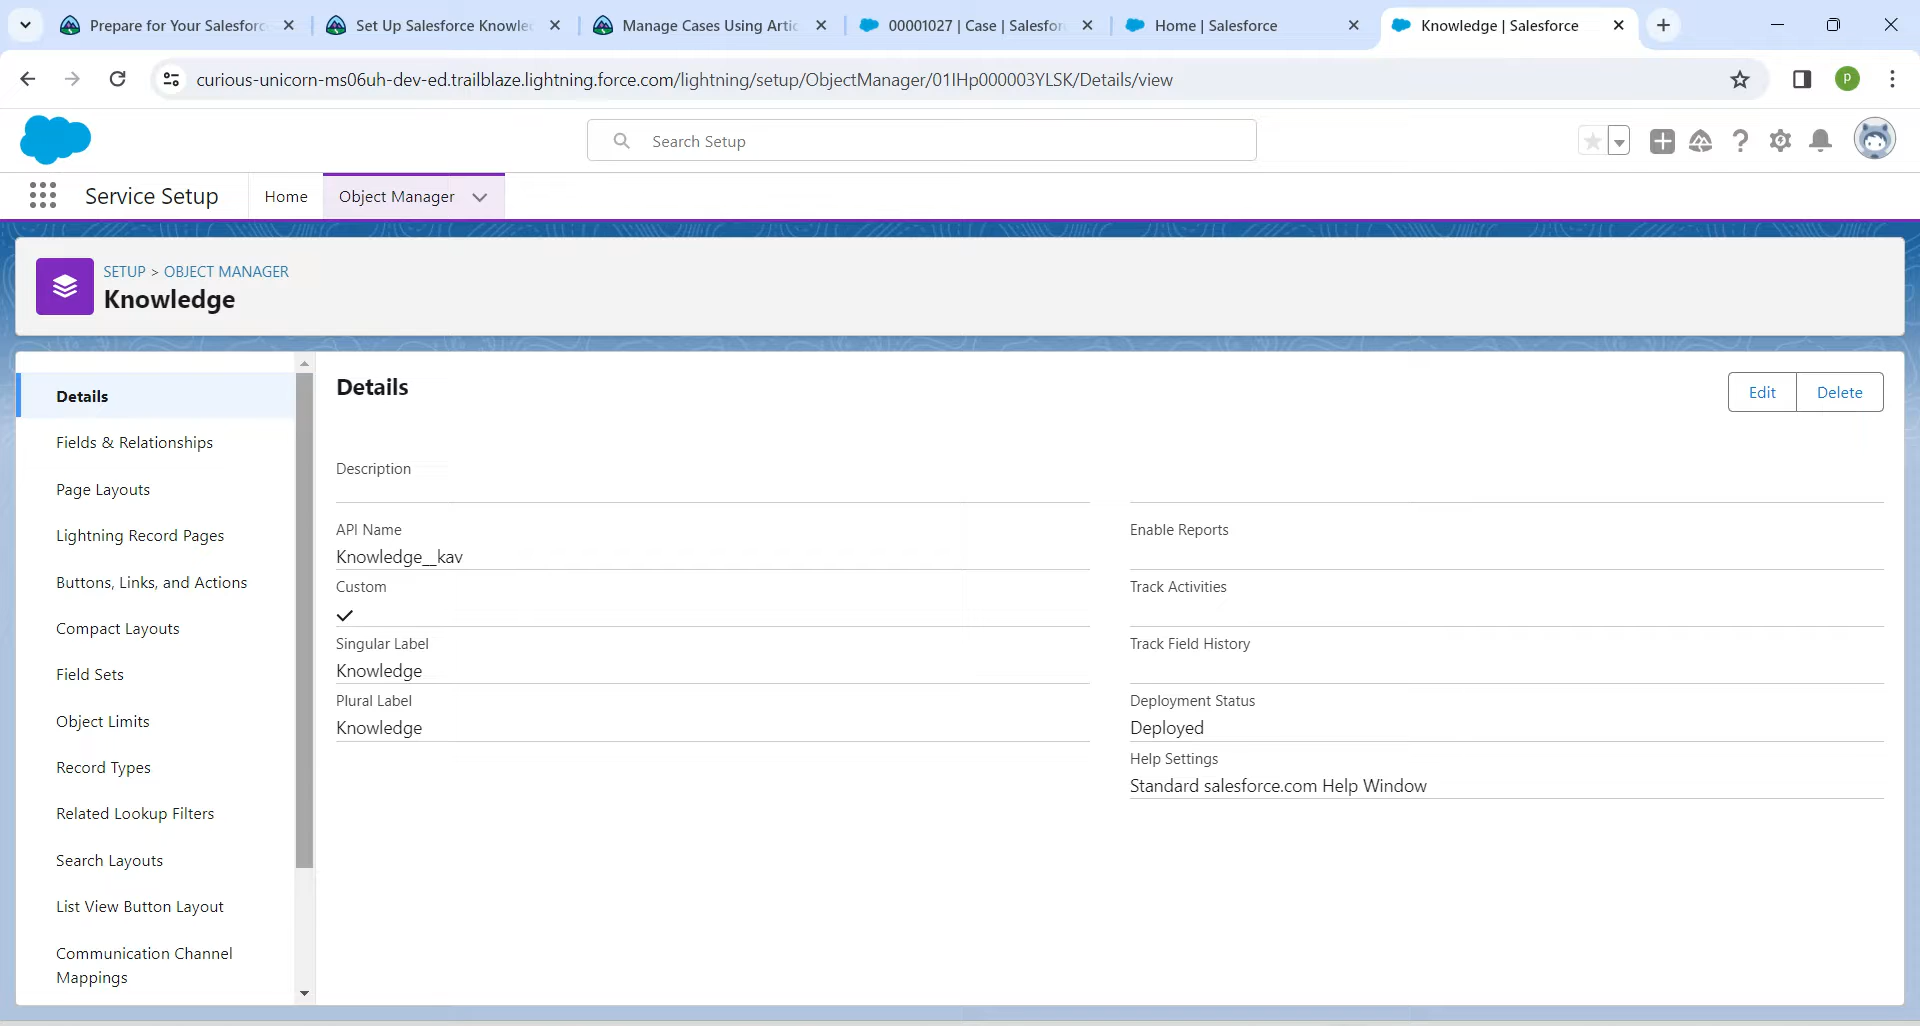 Prepare for Your Salesforc
Set Up Salesforce Knowle
Manage Cases Using Artic
00001027 | Case | Salesfor
Home | Salesforce
Knowledge | Salesforce
curious-unicorn-ms06uh-dev-ed.trailblaze.lightning.force.com/lightning/setup/ObjectManager/01IHp000003YLSK/Details/view
P
Search Setup
Service Setup
Home
Object Manager
SETUP > OBJECT MANAGER
Knowledge
Details
Fields & Relationships
Page Layouts
Lightning Record Pages
Buttons, Links, and Actions
Compact Layouts
Field Sets
Object Limits
Record Types
Related Lookup Filters
Search Layouts
List View Button Layout
Communication Channel
Mappings
Details
Edit
Delete
Description
API Name
Knowledge__kav
Custom
Singular Label
Knowledge
Plural Label
Knowledge
Enable Reports
Track Activities
Track Field History
Deployment Status
Deployed
Help Settings
Standard salesforce.com Help Window